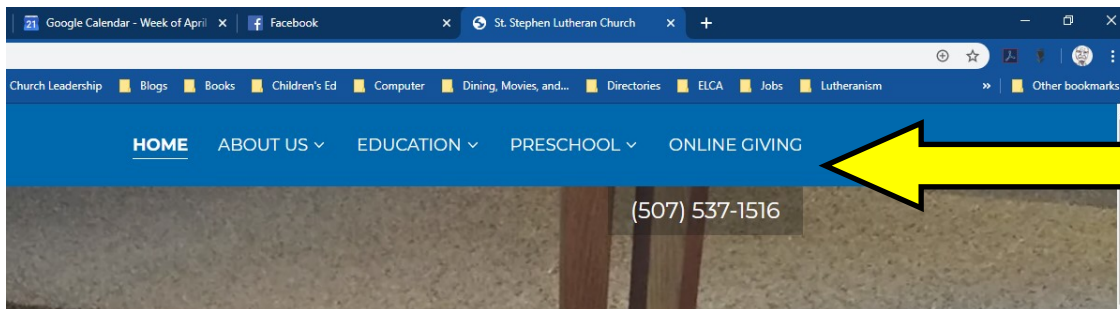 21 Google Calendar - Week of April
Facebook
St. Stephen Lutheran Church
Church Leadership Blogs Books Children's Ed Computer Dining, Movies, and... Directories ELCA Jobs Lutheranism » Other bookmarks
HOME ABOUT US EDUCATION PRESCHOOL ONLINE GIVING
(507) 537-1516